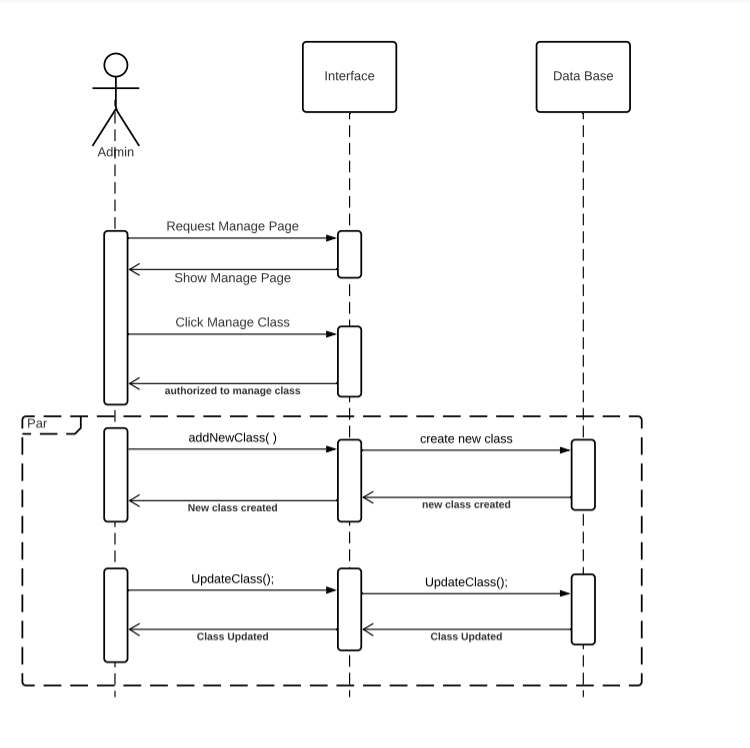 Interface
Data Base
Admin
Request Manage Page
Show Manage Page
Click Manage Class
authorized to manage class
Par
addNewClass( )
create new class
New class created
new class created
UpdateClass();
UpdateClass();
Class Updated
Class Updated